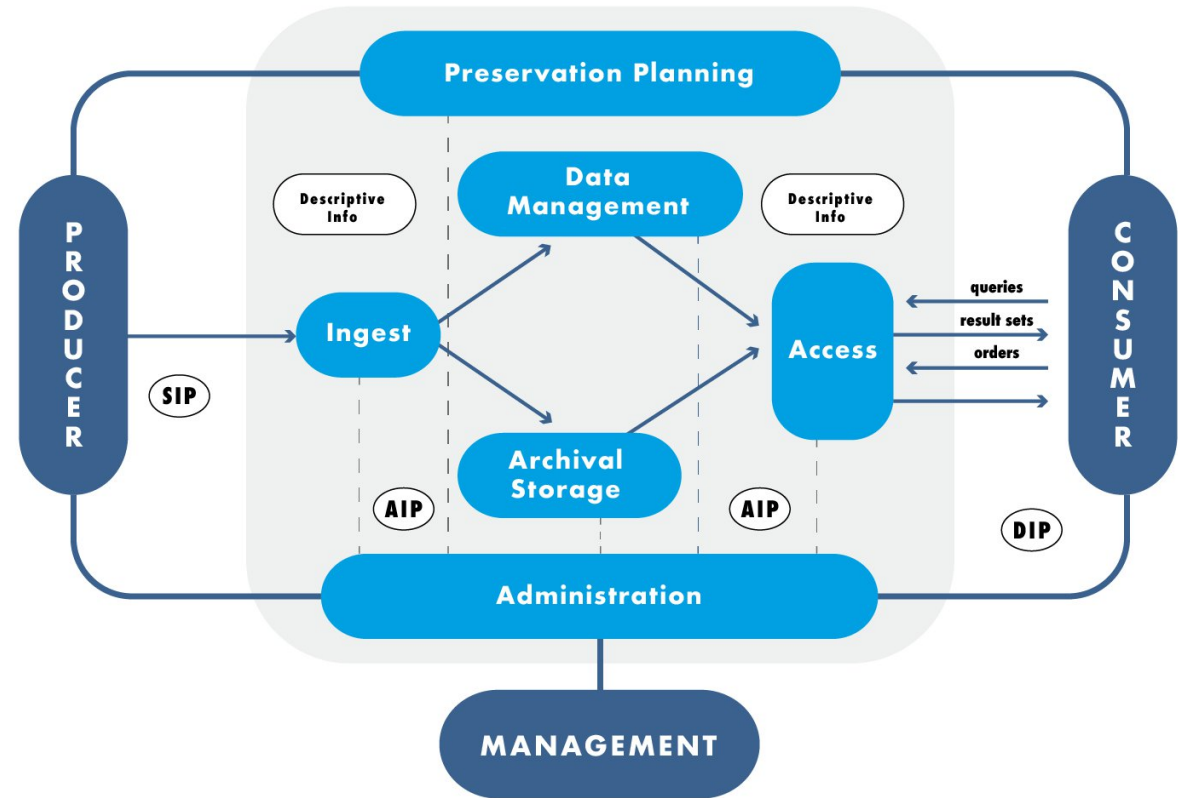 Preservation Planning
Data
Management
Descriptive
Info
Descriptive
Info
PRODUCER
CONSUMER
Ingest
Access
queries
result sets
orders
SIP
Archival
Storage
AIP
AIP
DIP
Administration
MANAGEMENT